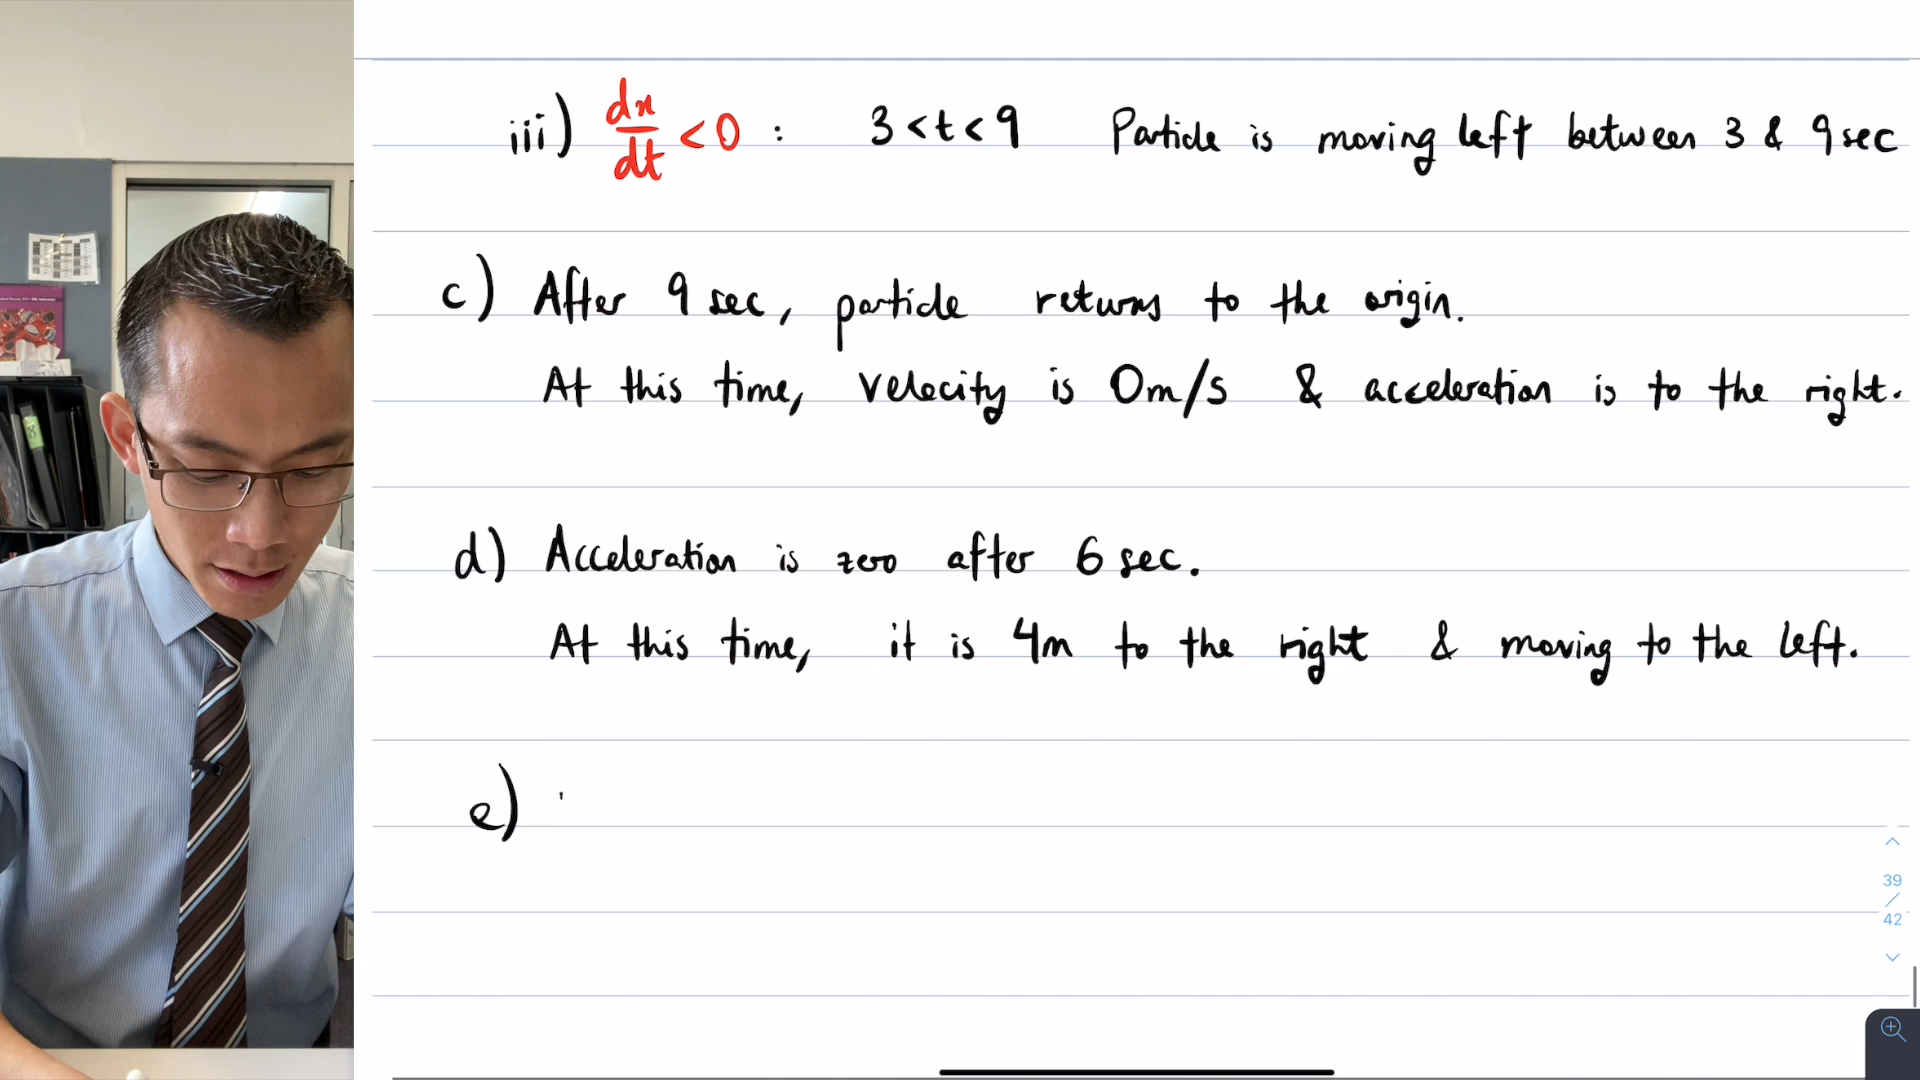 iii) dx/dt < 0 : 3 < t < 9 Particle is moving left between 3 & 9 sec
c) After 9 sec, particle returns to the origin.
At this time, velocity is 0m/s & acceleration is to the right.
d) Acceleration is zero after 6 sec.
At this time, it is 4m to the right & moving to the left.
e)
39
/
42